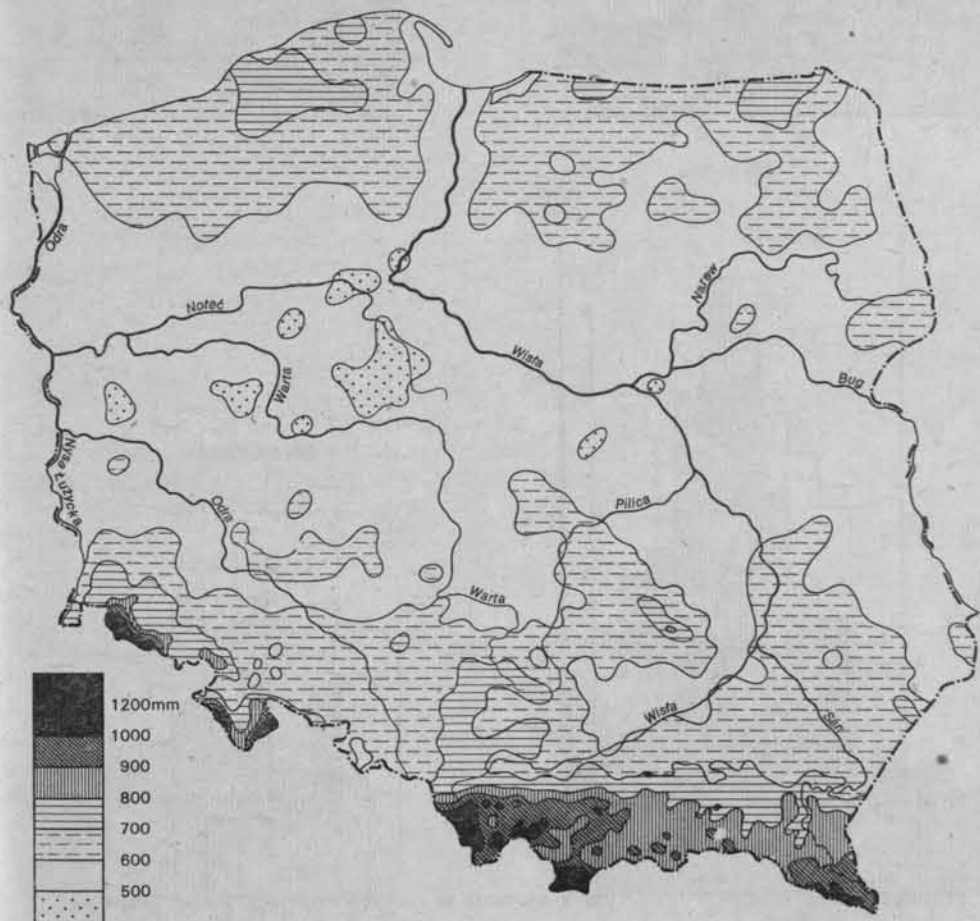 Odra
Noteć
Warta
Wisła
Narew
Bug
Nysa Łużycka
Odra
Pilica
Warta
Wisła
San
1200mm
1000
900
800
700
600
500